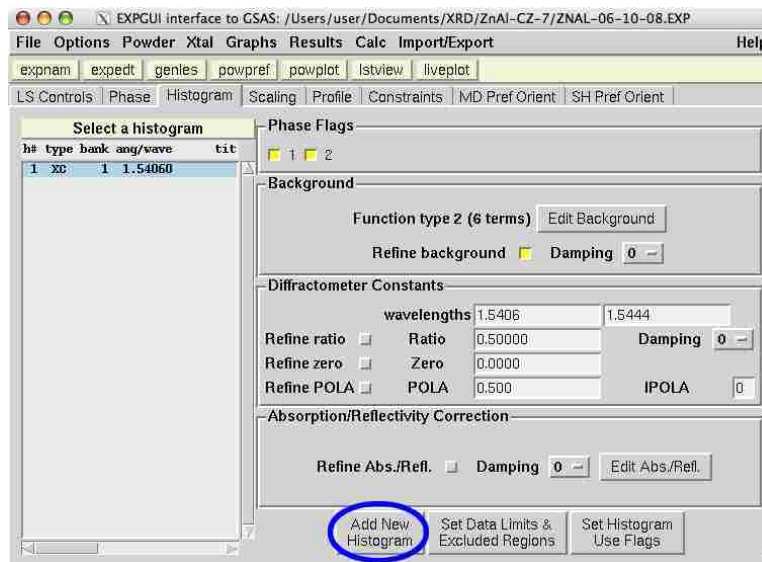 EXPGUI interface to GSAS: /Users/user/Documents/XRD/ZnAl-CZ-7/ZNAL-06-10-08.EXP
File Options Powder Xtal Graphs Results Calc Import/Export Help
expnam expedt genles powpref powplot lstview liveplot
LS Controls Phase Histogram Scaling Profile Constraints MD Pref Orient SH Pref Orient
Select a histogram
h# type bank ang/wave tit
1 XC 1 1.54060
Phase Flags
1 2
Background
Function type 2 (6 terms) Edit Background
Refine background Damping 0
Diffractometer Constants
wavelengths 1.5406 1.5444
Refine ratio Ratio 0.50000 Damping 0
Refine zero Zero 0.0000
Refine POLA POLA 0.500 IPOLA 0
Absorption/Reflectivity Correction
Refine Abs./Refl. Damping 0 Edit Abs./Refl.
Add New Histogram
Set Data Limits & Excluded Regions
Set Histogram Use Flags